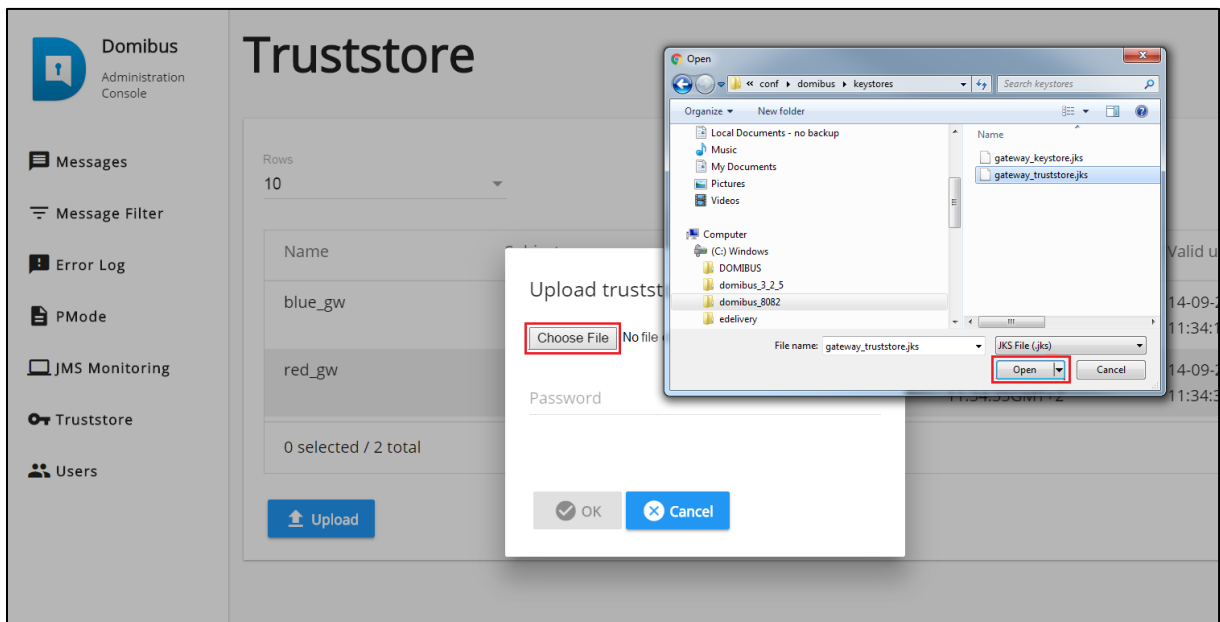 Domibus
Administration
Console
Messages
Message Filter
Error Log
PMode
JMS Monitoring
Truststore
Users
Truststore
Rows
10
Name
Valid u
blue_gw
14-09-2
11:34:1
red_gw
14-09-2
11:34:3
0 selected / 2 total
Upload
Upload trustst
Choose File No file
Password
OK Cancel
Open
« conf domibus keystores
Search keystores
Organize New folder
Local Documents - no backup
Music
My Documents
Pictures
Videos
Computer
(C:) Windows
DOMIBUS
domibus_3_2_5
domibus_8082
edelivery
Name
gateway_keystore.jks
gateway_truststore.jks
File name: gateway_truststore.jks
JKS File (.jks)
Open Cancel